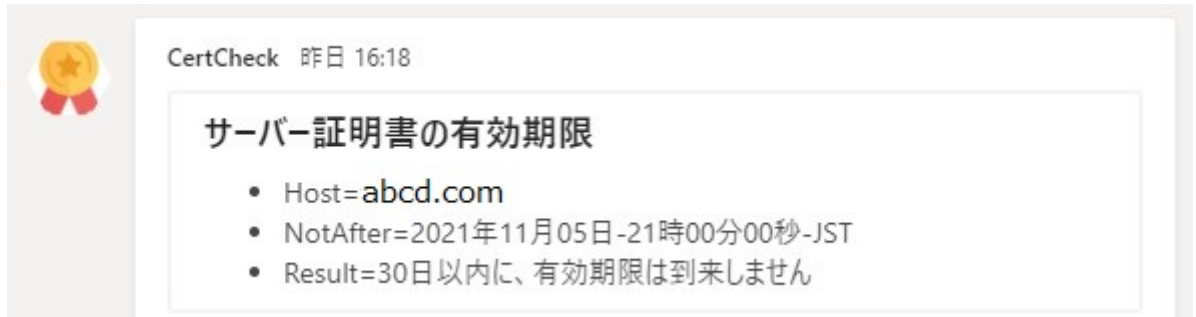 CertCheck 昨日 16:18
サーバー証明書の有効期限
• Host=abcd.com
• NotAfter=2021年11月05日-21時00分00秒-JST
• Result=30日以内に、有効期限は到来しません